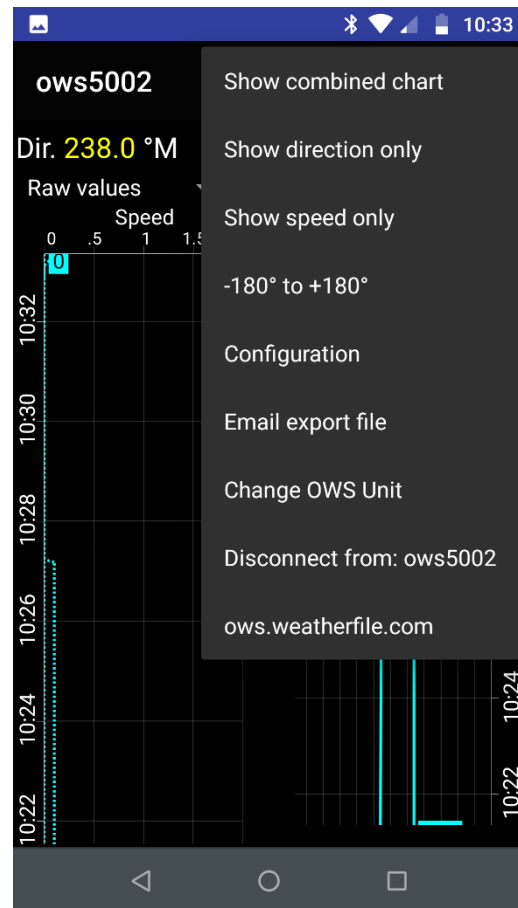 10:33
ows5002
Dir. 238.0 °M
Raw values
Speed
0 .5 1 1.5
0
10:32
10:30
10:28
10:26
10:24
10:22
Show combined chart
Show direction only
Show speed only
-180° to +180°
Configuration
Email export file
Change OWS Unit
Disconnect from: ows5002
ows.weatherfile.com
10:24
10:22